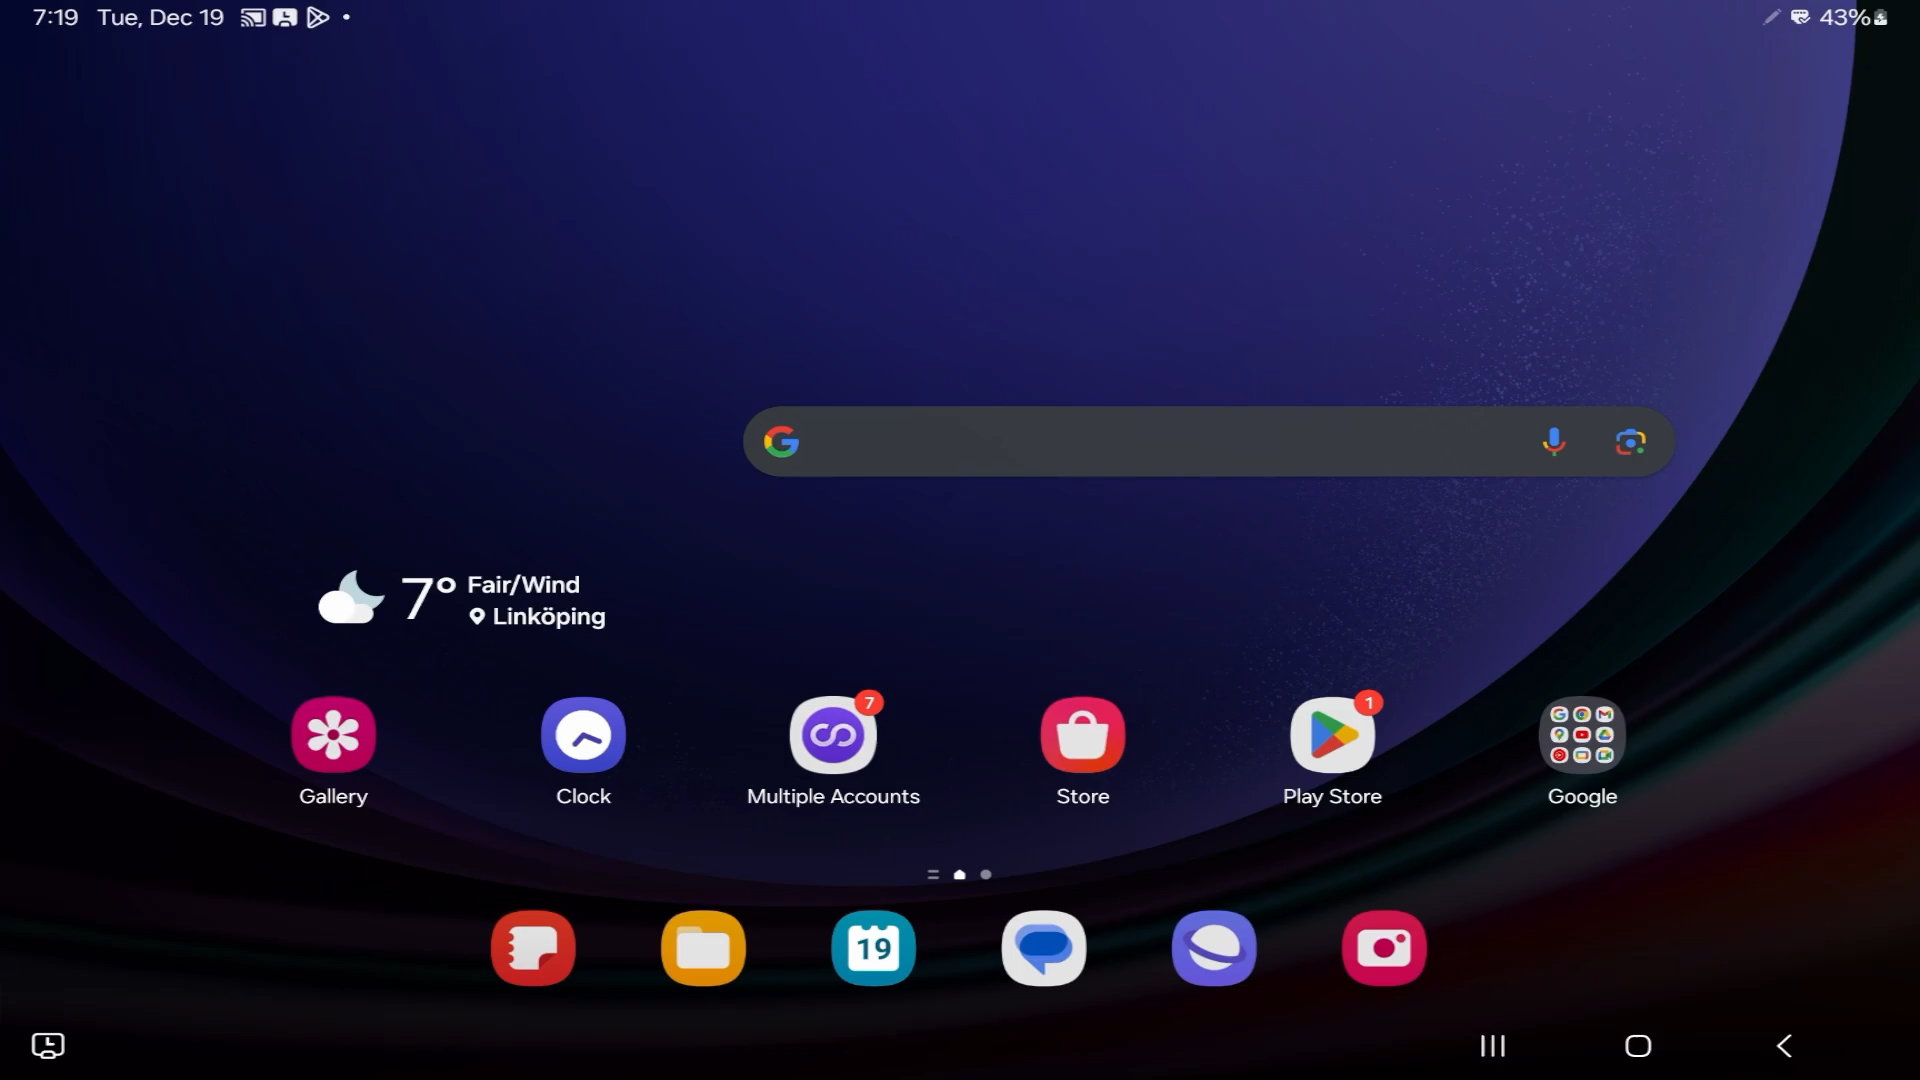 7:19 Tue, Dec 19
43%
7° Fair/Wind
Linköping
7
1
Gallery
Clock
Multiple Accounts
Store
Play Store
Google
19